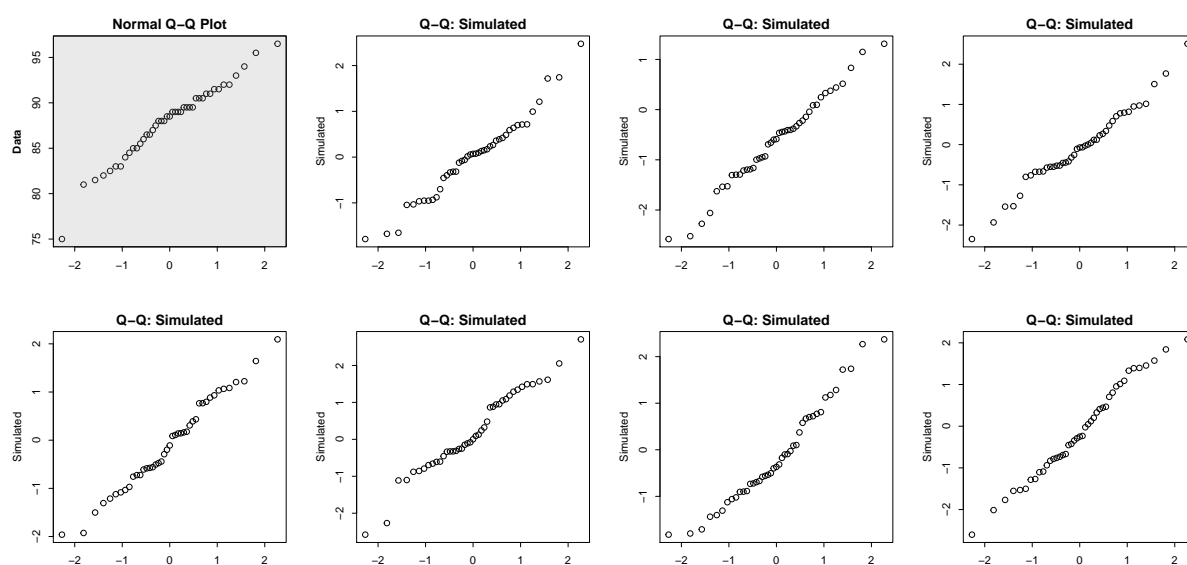 Normal Q−Q Plot
Q−Q: Simulated
Q−Q: Simulated
Q−Q: Simulated
Data
75 80 85 90 95
Simulated
−1 0 1 2
Simulated
−2 −1 0 1
Simulated
−2 −1 0 1 2
−2 −1 0 1 2
−2 −1 0 1 2
−2 −1 0 1 2
−2 −1 0 1 2
Q−Q: Simulated
Q−Q: Simulated
Q−Q: Simulated
Q−Q: Simulated
Simulated
−2 −1 0 1 2
Simulated
−2 −1 0 1 2
Simulated
−1 0 1 2
Simulated
−2 −1 0 1 2
−2 −1 0 1 2
−2 −1 0 1 2
−2 −1 0 1 2
−2 −1 0 1 2